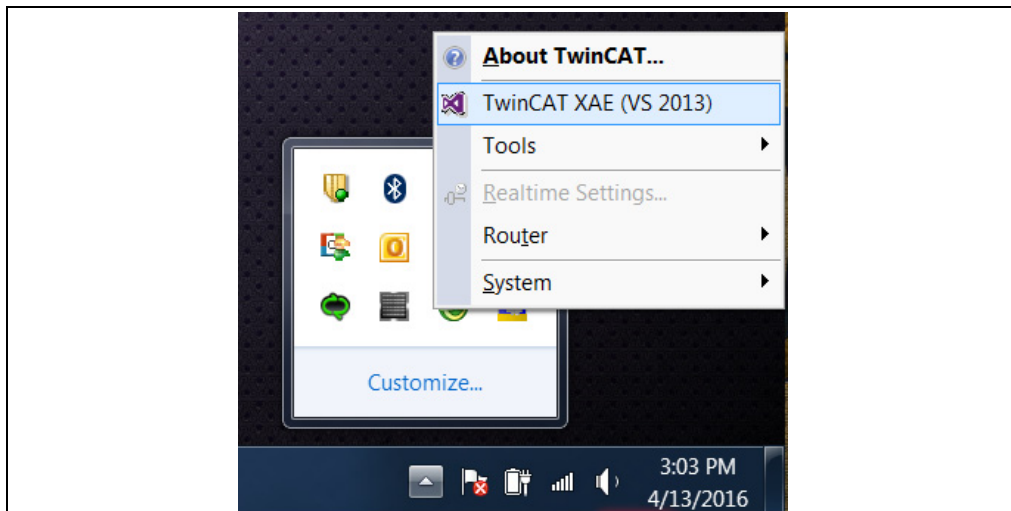 About TwinCAT...
TwinCAT XAE (VS 2013)
Tools
Realtime Settings...
Router
System
Customize...
3:03 PM
4/13/2016